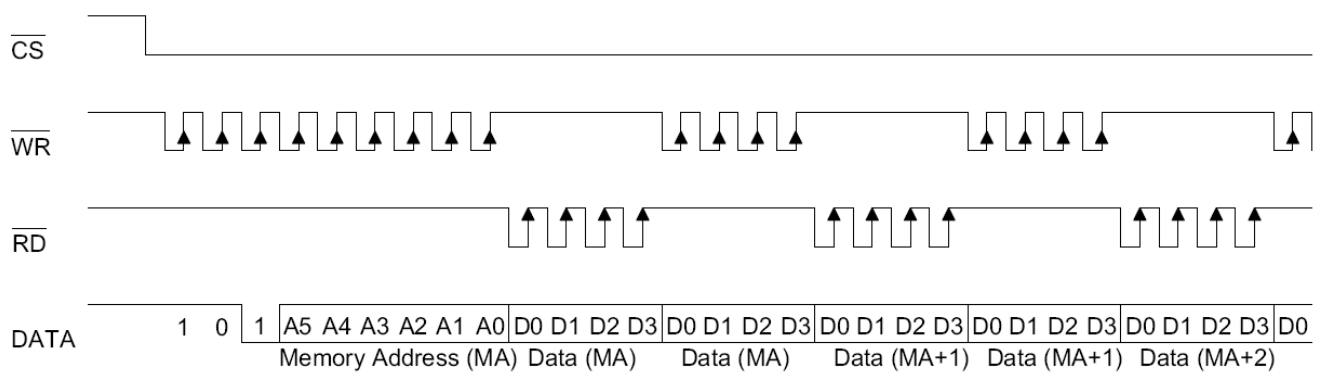 CS
WR
RD
DATA 1 0 1 A5 A4 A3 A2 A1 A0 D0 D1 D2 D3 D0 D1 D2 D3 D0 D1 D2 D3 D0 D1 D2 D3 D0 D1 D2 D3 D0
Memory Address (MA) Data (MA) Data (MA) Data (MA+1) Data (MA+1) Data (MA+2)